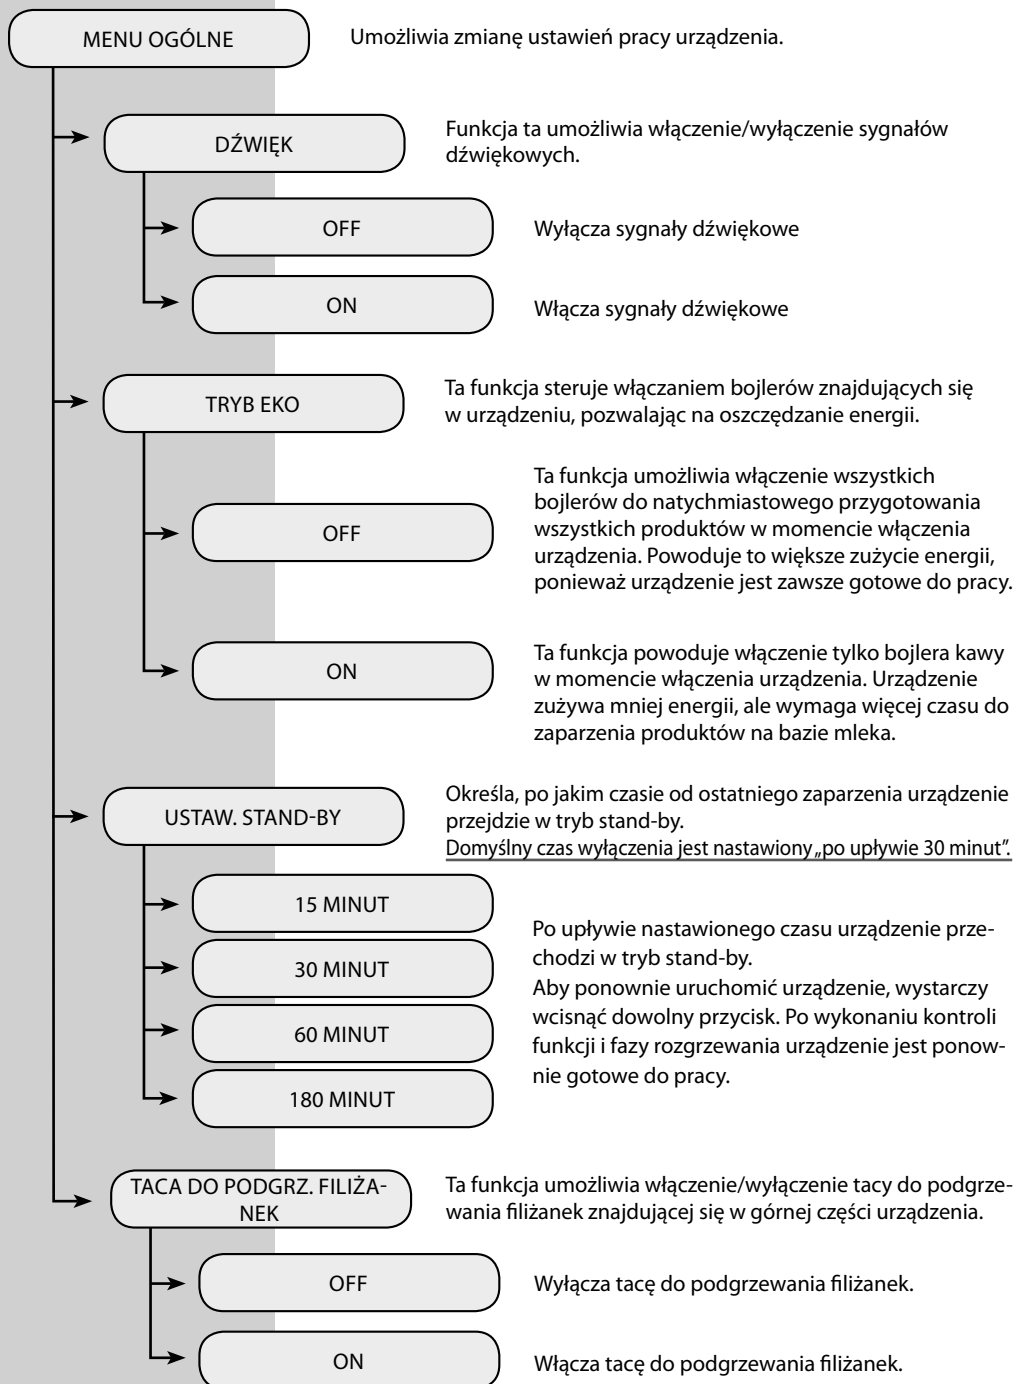 MENU OGÓLNE
Umożliwia zmianę ustawień pracy urządzenia.
DŹWIĘK
Funkcja ta umożliwia włączenie/wyłączenie sygnałów
dźwiękowych.
OFF
Wyłącza sygnały dźwiękowe
ON
Włącza sygnały dźwiękowe
TRYB EKO
Ta funkcja steruje włączaniem bojlerów znajdujących się
w urządzeniu, pozwalając na oszczędzanie energii.
OFF
Ta funkcja umożliwia włączenie wszystkich
bojlerów do natychmiastowego przygotowania
wszystkich produktów w momencie włączenia
urządzenia. Powoduje to większe zużycie energii,
ponieważ urządzenie jest zawsze gotowe do pracy.
ON
Ta funkcja powoduje włączenie tylko bojlera kawy
w momencie włączenia urządzenia. Urządzenie
zużywa mniej energii, ale wymaga więcej czasu do
zaparzenia produktów na bazie mleka.
USTAW. STAND-BY
Określa, po jakim czasie od ostatniego zaparzenia urządzenie
przejdzie w tryb stand-by.
Domyślny czas wyłączenia jest nastawiony „po upływie 30 minut”.
15 MINUT
30 MINUT
60 MINUT
180 MINUT
Po upływie nastawionego czasu urządzenie prze-
chodzi w tryb stand-by.
Aby ponownie uruchomić urządzenie, wystarczy
wcisnąć dowolny przycisk. Po wykonaniu kontroli
funkcji i fazy rozgrzewania urządzenie jest ponow-
nie gotowe do pracy.
TACA DO PODGRZ. FILIŻA-
NEK
Ta funkcja umożliwia włączenie/wyłączenie tacy do podgrze-
wania filiżanek znajdującej się w górnej części urządzenia.
OFF
Wyłącza tacę do podgrzewania filiżanek.
ON
Włącza tacę do podgrzewania filiżanek.